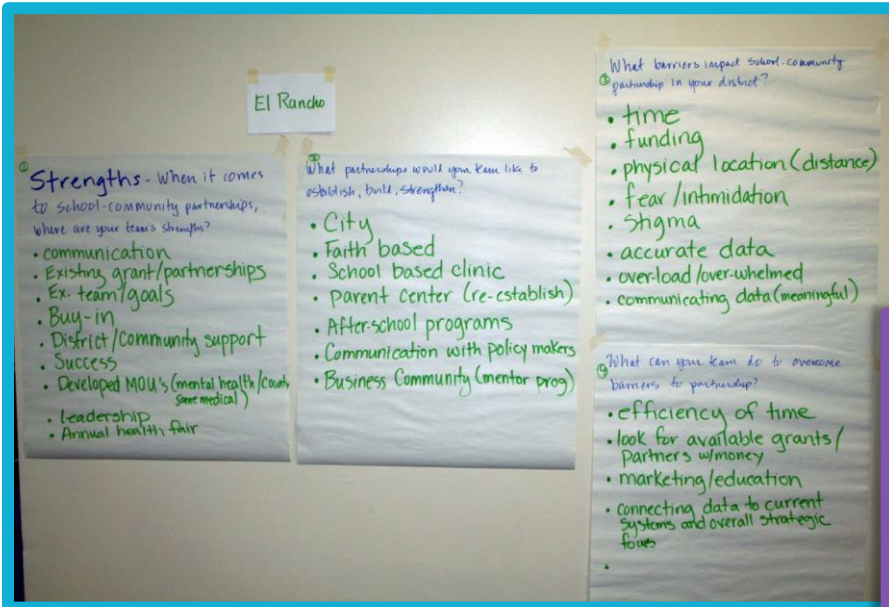 El Rancho
①
Strengths - When it comes
to school-community partnerships,
where are your team's strengths?
• communication
• Existing grant/partnerships
• Ex. team/goals
• Buy-in
• District/Community support
• Success
• Developed MOU's (mental health/county
some medical)
• Leadership
• Annual health fair
②
What partnerships would your team like to
establish, build, strengthen?
• City
• Faith based
• School based clinic
• parent center (re-establish)
• After-school programs
• Communication with policy makers
• Business Community (mentor prog)
What barriers impact school-community
③ partnership in your district?
• time
• funding
• physical location (distance)
• fear/intimidation
• Stigma
• accurate data
• over-load/over-whelmed
• communicating data (meaningful)
What can your team do to overcome
④ barriers to partnership?
• efficiency of time
• look for available grants/
partners w/money
• marketing/education
• connecting data to current
systems and overall strategic
focus
•